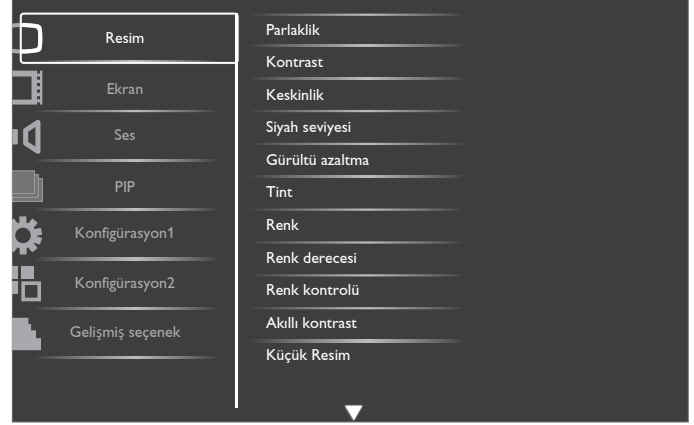 Resim
Ekran
Ses
PIP
Konfigürasyon1
Konfigürasyon2
Gelişmiş seçenek
Parlaklik
Kontrast
Keskinlik
Siyah seviyesi
Gürültü azaltma
Tint
Renk
Renk derecesi
Renk kontrolü
Akıllı kontrast
Küçük Resim